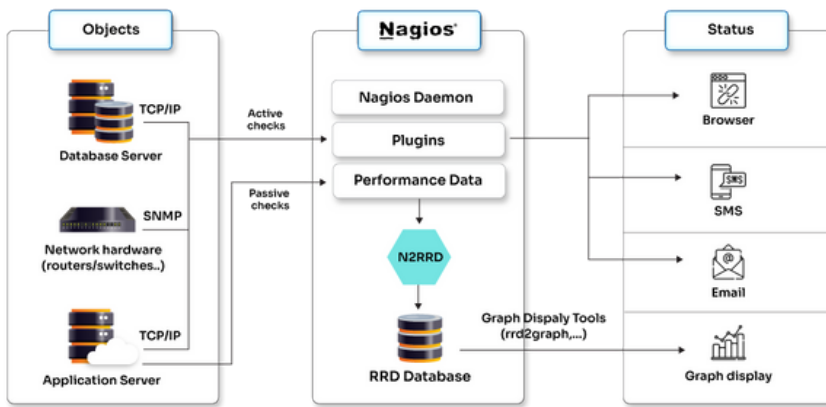 Objects
Nagios®
Status
TCP/IP
Database Server
SNMP
Network hardware
(routers/switches..)
TCP/IP
Application Server
Active
checks
Passive
checks
Nagios Daemon
Plugins
Performance Data
N2RRD
RRD Database
Graph Dispaly Tools
(rrd2graph,...)
Browser
SMS
SMS
Email
Graph display